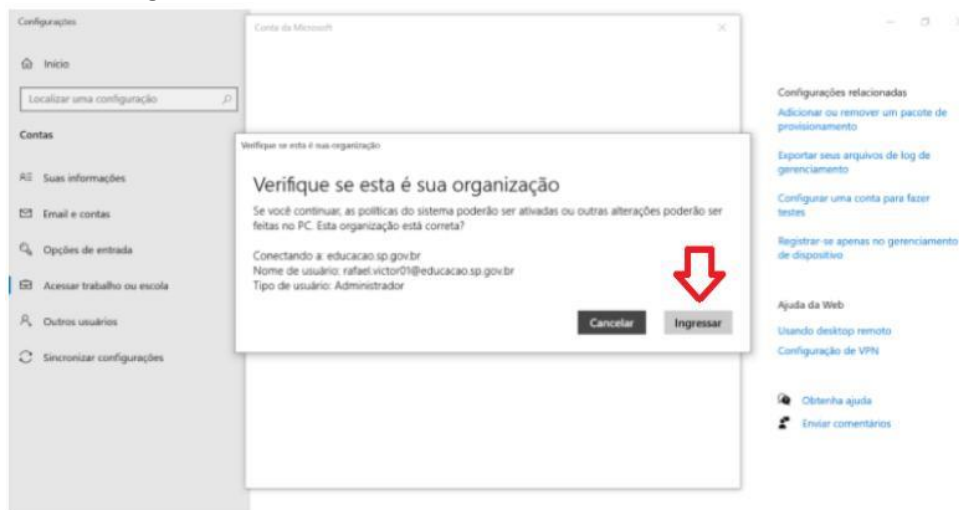 Configurações
Conta da Microsoft
Início
Localizar uma configuração
Contas
Suas informações
Email e contas
Opções de entrada
Acessar trabalho ou escola
Outros usuários
Sincronizar configurações
Verifique se esta é sua organização
Verifique se esta é sua organização
Se você continuar, as políticas do sistema poderão ser ativadas ou outras alterações poderão ser
feitas no PC. Esta organização está correta?
Conectando a: educacao.sp.gov.br
Nome de usuário: rafael.victor01@educacao.sp.gov.br
Tipo de usuário: Administrador
Cancelar
Ingressar
Configurações relacionadas
Adicionar ou remover um pacote de
provisionamento
Exportar seus arquivos de log de
gerenciamento
Configurar uma conta para fazer
testes
Registrar-se apenas no gerenciamento
de dispositivo
Ajuda da Web
Usando desktop remoto
Configuração de VPN
Obtenha ajuda
Enviar comentários